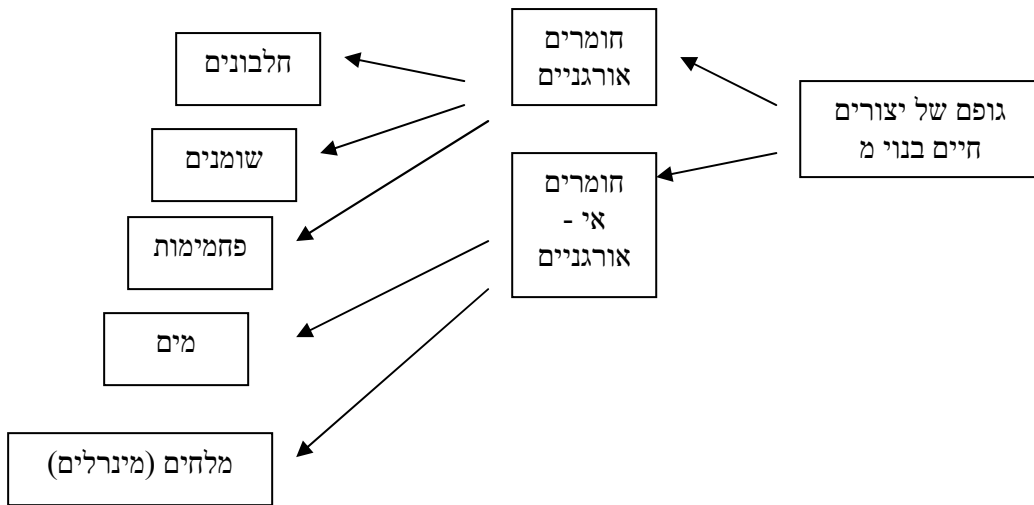 גופם של יצורים
חיים בנוי מ
חומרים
אורגניים
חומרים
אי -
אורגניים
חלבונים
שומנים
פחמימות
מים
מלחים (מינרלים)